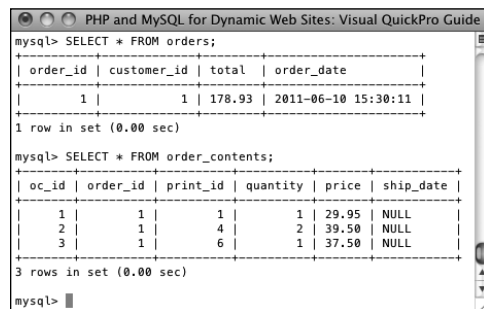 PHP and MySQL for Dynamic Web Sites: Visual QuickPro Guide
mysql> SELECT * FROM orders;
+----------+-------------+--------+---------------------+
| order_id | customer_id | total | order_date |
+----------+-------------+--------+---------------------+
| 1 | 1 | 178.93 | 2011-06-10 15:30:11 |
+----------+-------------+--------+---------------------+
1 row in set (0.00 sec)
mysql> SELECT * FROM order_contents;
+-------+----------+----------+----------+-------+-----------+
| oc_id | order_id | print_id | quantity | price | ship_date |
+-------+----------+----------+----------+-------+-----------+
| 1 | 1 | 1 | 1 | 29.95 | NULL |
| 2 | 1 | 4 | 2 | 39.50 | NULL |
| 3 | 1 | 6 | 1 | 37.50 | NULL |
+-------+----------+----------+----------+-------+-----------+
3 rows in set (0.00 sec)
mysql>